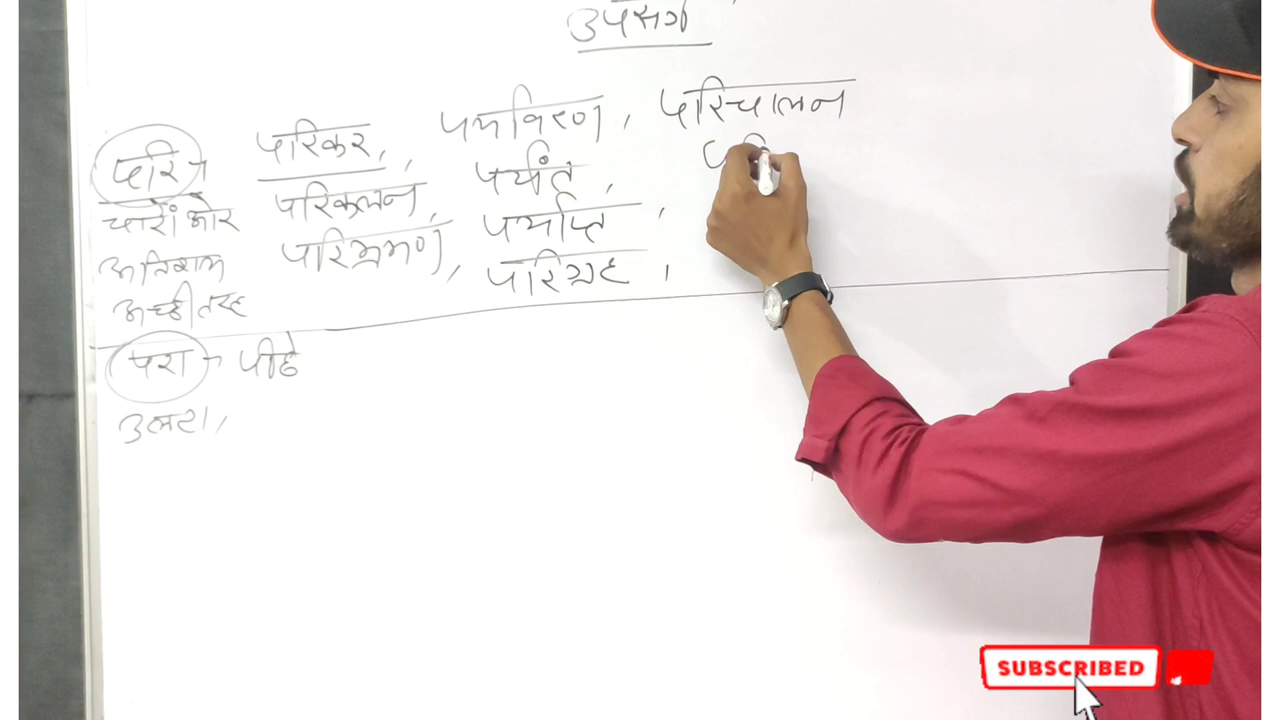 उपसर्ग
परि - परिकर, पर्यावरण, परिचालन
चारों ओर परिकलन, पर्यंत, परि
अतिशय परिभ्रमण, पर्याप्त,
अच्छी तरह परिग्रह,
परा - पीछे
उलटा,
SUBSCRIBED